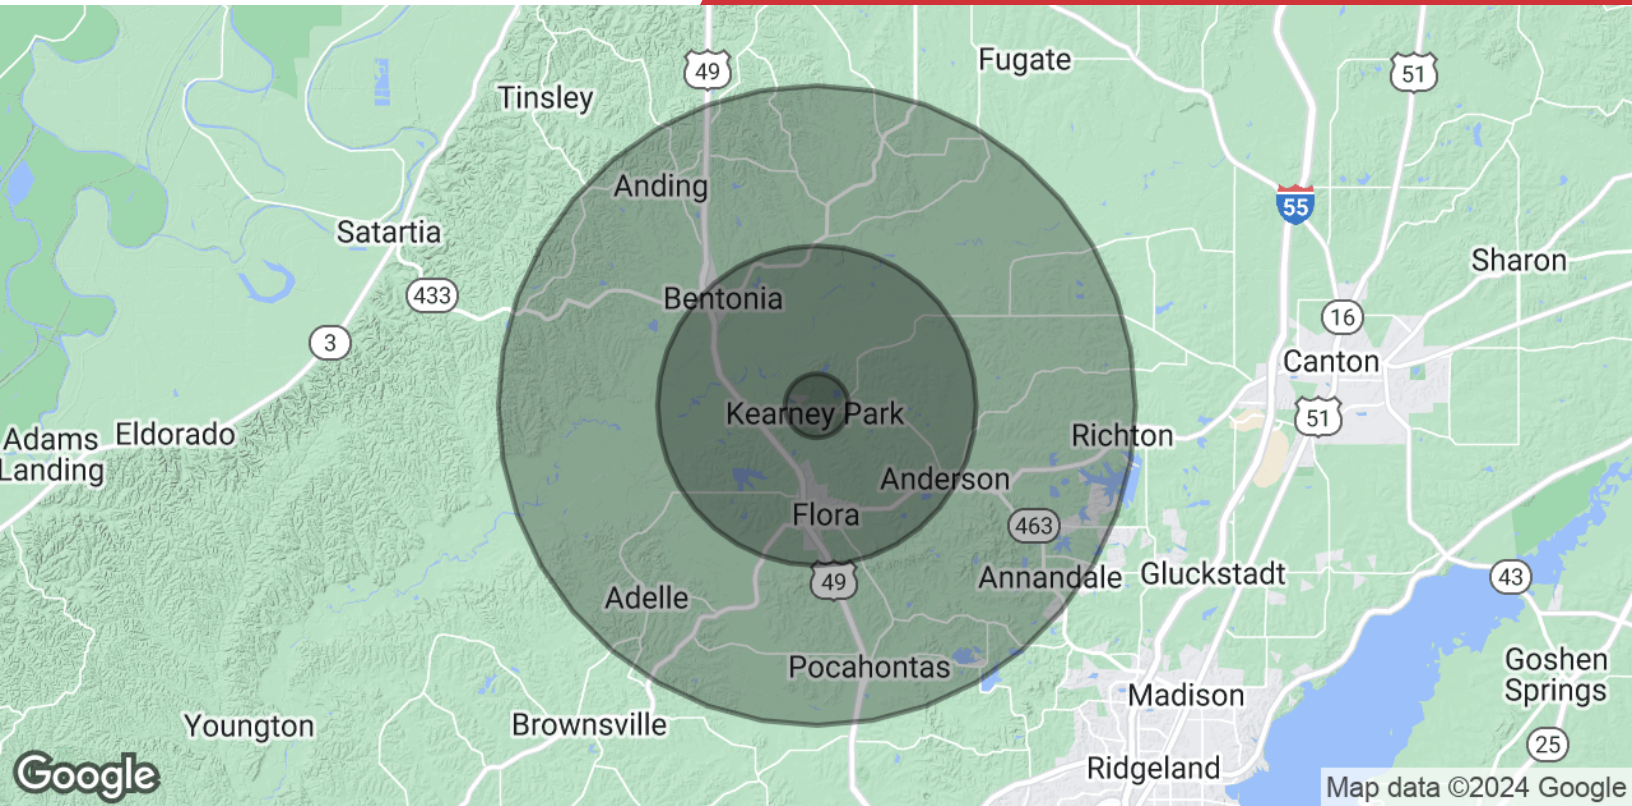 Fugate
49
51
Tinsley
Anding
55
Satartia
Sharon
433
Bentonia
16
3
Canton
Kearney Park
51
Adams
Landing
Eldorado
Richton
Anderson
Flora
463
49
Annandale
Gluckstadt
43
Adelle
Pocahontas
Goshen
Springs
Madison
Youngton
Brownsville
25
Ridgeland
Google
Map data ©2024 Google